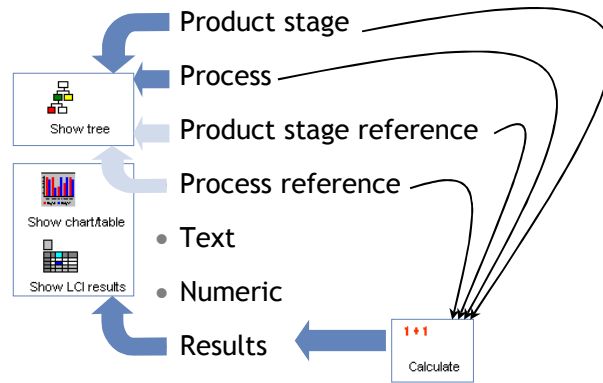 Product stage
Process
Show tree
Product stage reference
Process reference
Show chart/table
• Text
Show LCI results
• Numeric
Results
1 + 1
Calculate